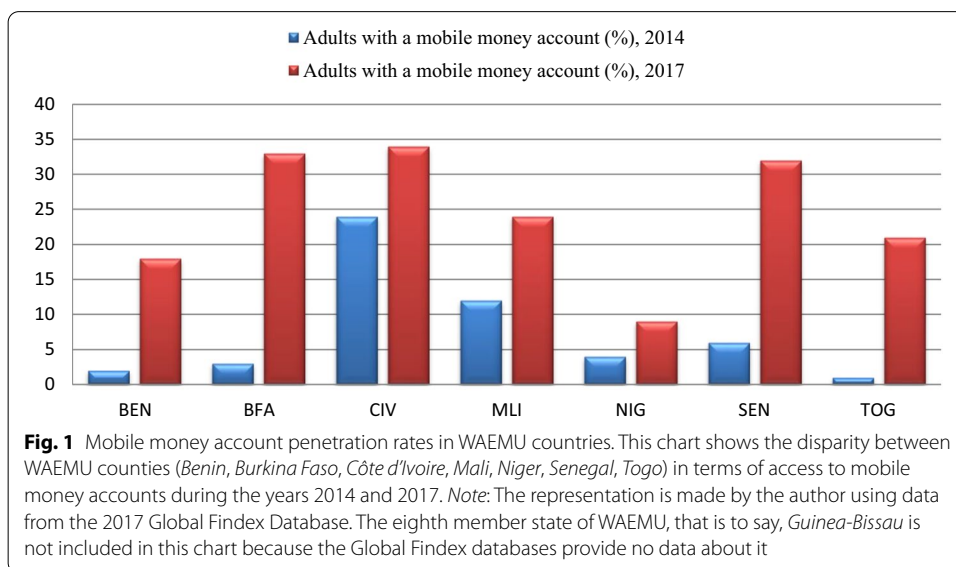 Adults with a mobile money account (%), 2014
Adults with a mobile money account (%), 2017
40
35
30
25
20
15
10
5
0
BEN BFA CIV MLI NIG SEN TOG
Fig. 1 Mobile money account penetration rates in WAEMU countries. This chart shows the disparity between
WAEMU counties (Benin, Burkina Faso, Côte d'Ivoire, Mali, Niger, Senegal, Togo) in terms of access to mobile
money accounts during the years 2014 and 2017. Note: The representation is made by the author using data
from the 2017 Global Findex Database. The eighth member state of WAEMU, that is to say, Guinea-Bissau is
not included in this chart because the Global Findex databases provide no data about it